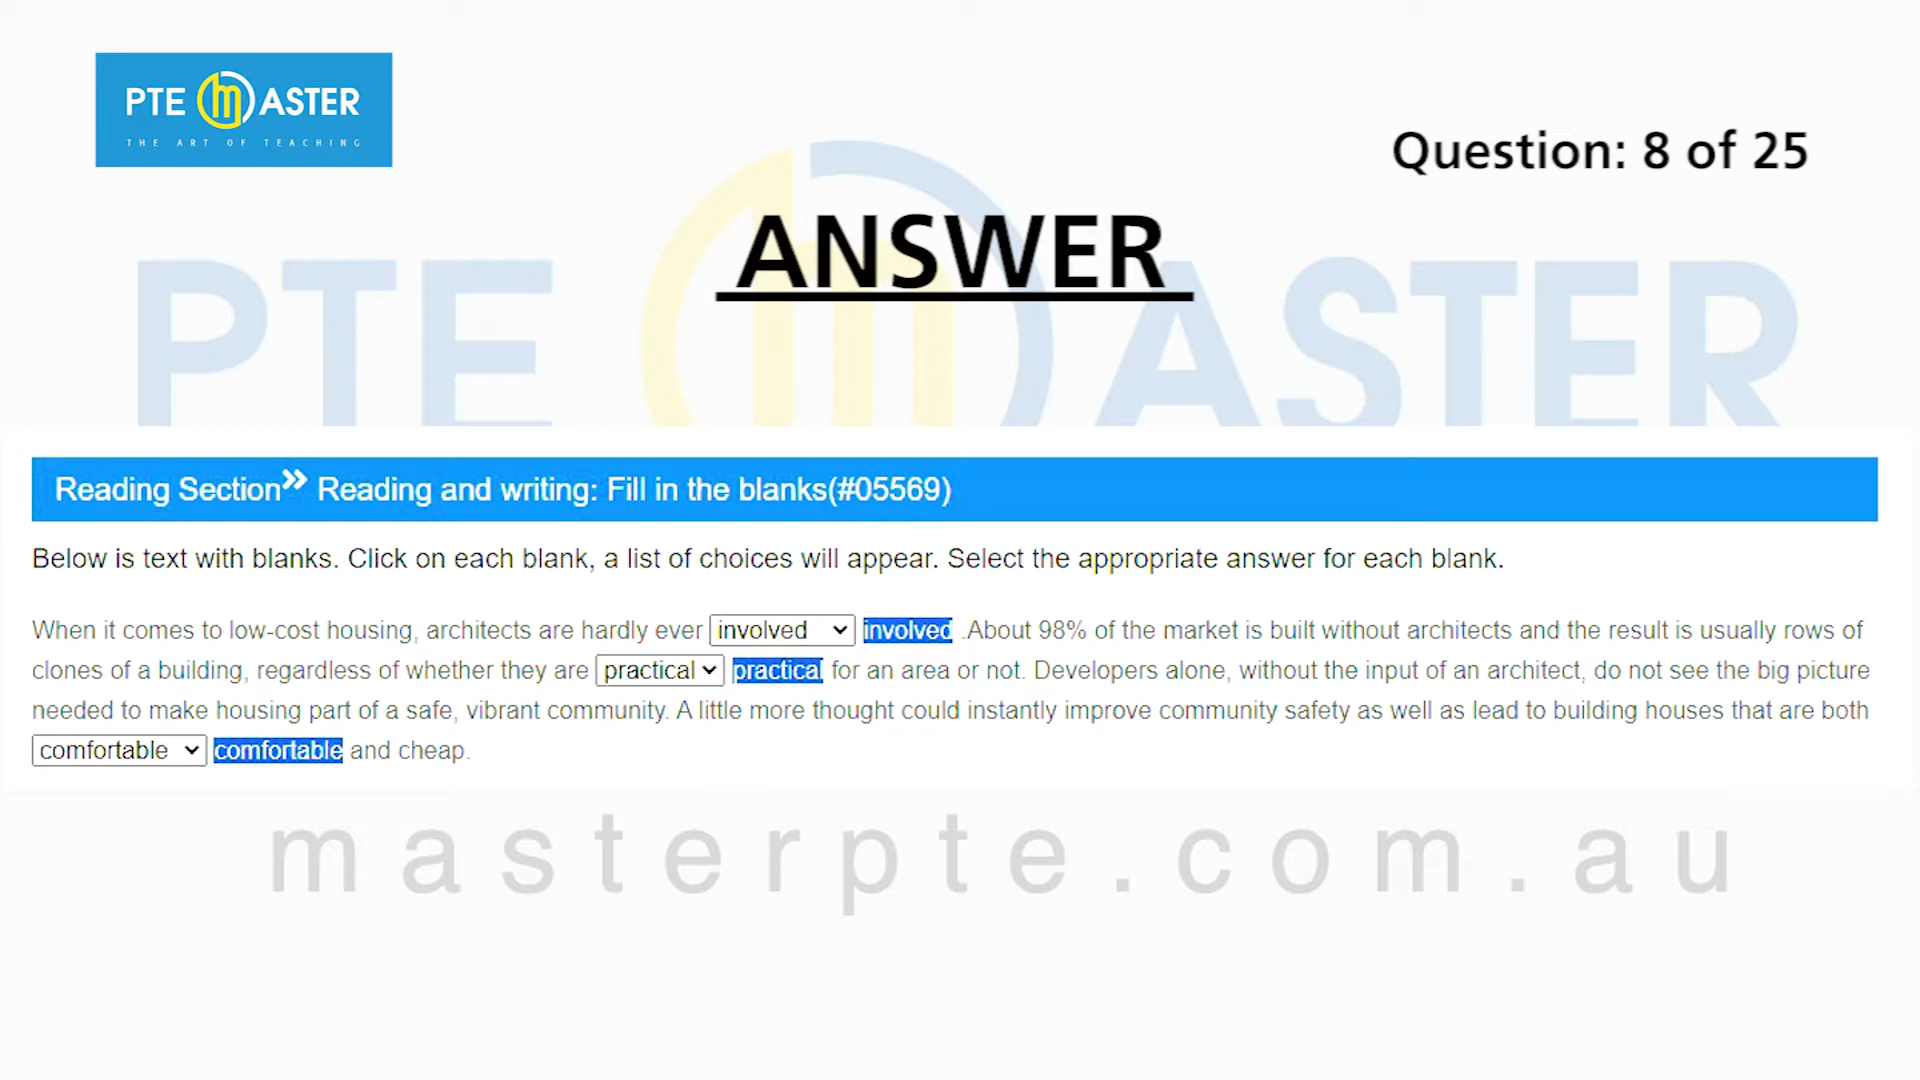 PTE MASTER
THE ART OF TEACHING
Question: 8 of 25
ANSWER
PTE MASTER
Reading Section» Reading and writing: Fill in the blanks(#05569)
Below is text with blanks. Click on each blank, a list of choices will appear. Select the appropriate answer for each blank.
When it comes to low-cost housing, architects are hardly ever involved involved .About 98% of the market is built without architects and the result is usually rows of
clones of a building, regardless of whether they are practical practical for an area or not. Developers alone, without the input of an architect, do not see the big picture
needed to make housing part of a safe, vibrant community. A little more thought could instantly improve community safety as well as lead to building houses that are both
comfortable comfortable and cheap.
masterpte.com.au